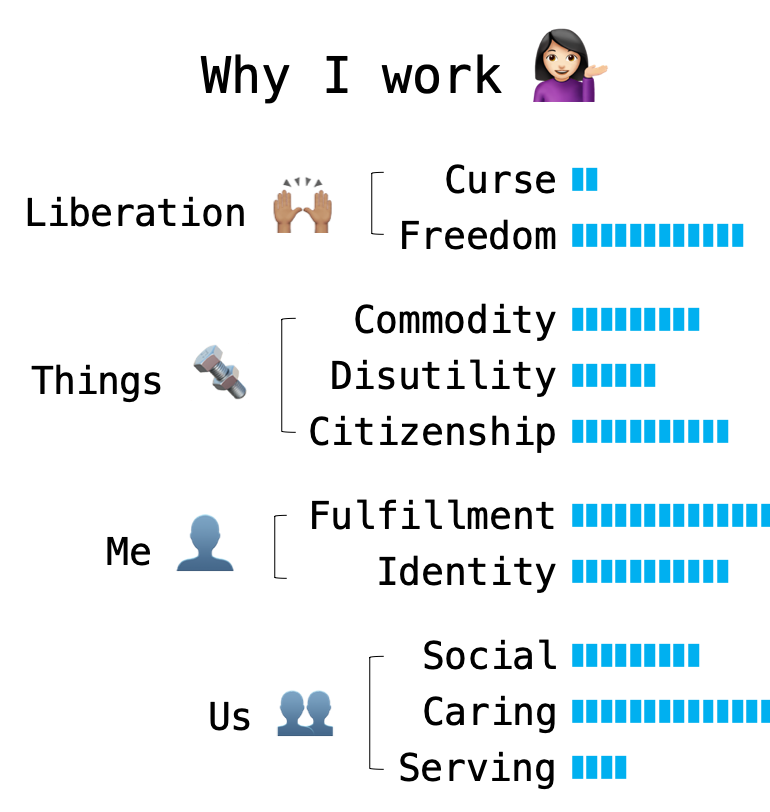 Why I work
Liberation
Curse
Freedom
Things
Commodity
Disutility
Citizenship
Me
Fulfillment
Identity
Us
Social
Caring
Serving